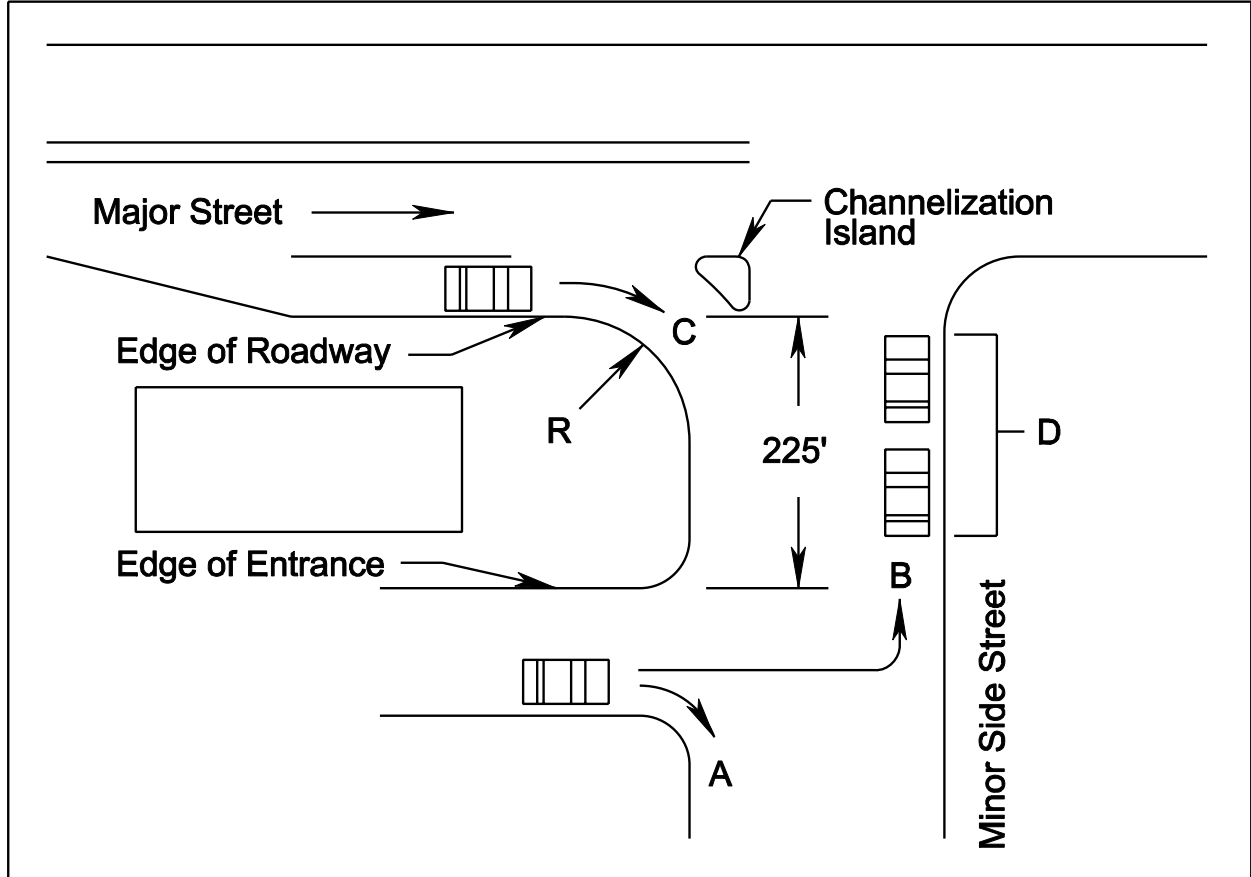 Major Street
Channelization
Island
C
Edge of Roadway
R
225'
D
Edge of Entrance
B
A
Minor Side Street